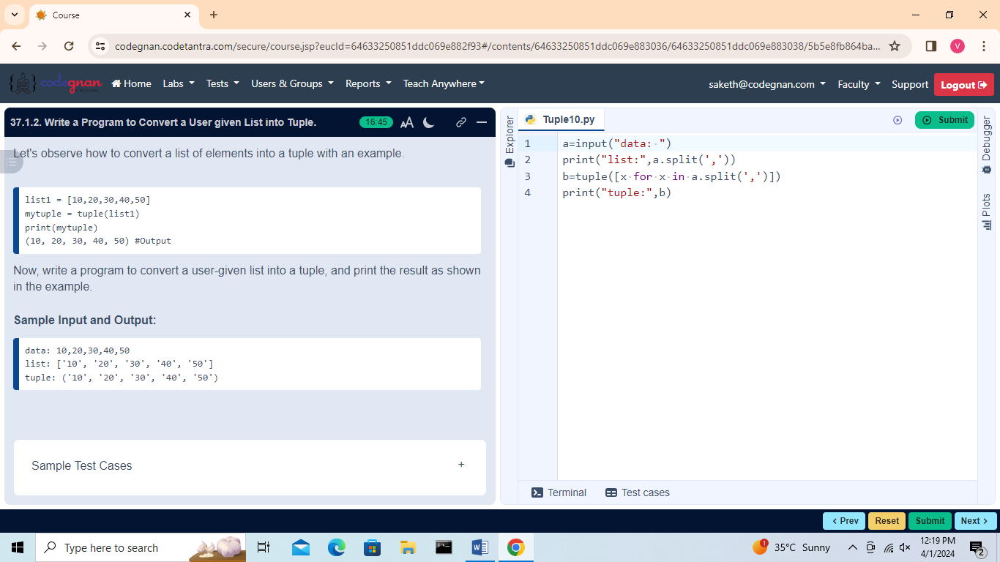 Course
codegnan.codetantra.com/secure/course.jsp?eucId=64633250851ddc069e882f93#/contents/64633250851ddc069e883036/64633250851ddc069e883038/5b5e8fb864ba...
V
codegnan
Home Labs Tests Users & Groups Reports Teach Anywhere
saketh@codegnan.com Faculty Support Logout
37.1.2. Write a Program to Convert a User given List into Tuple.
16:45
AA
Let's observe how to convert a list of elements into a tuple with an example.
list1 = [10,20,30,40,50]
mytuple = tuple(list1)
print(mytuple)
(10, 20, 30, 40, 50) #Output
Now, write a program to convert a user-given list into a tuple, and print the result as shown
in the example.
Sample Input and Output:
data: 10,20,30,40,50
list: ['10', '20', '30', '40', '50']
tuple: ('10', '20', '30', '40', '50')
Sample Test Cases +
Explorer
Tuple10.py
Submit
1 a=input("data: ")
2 print("list:",a.split(','))
3 b=tuple([x for x in a.split(',')])
4 print("tuple:",b)
Debugger
Plots
Terminal Test cases
< Prev Reset Submit Next >
Type here to search
35°C Sunny
12:19 PM
4/1/2024
1
2